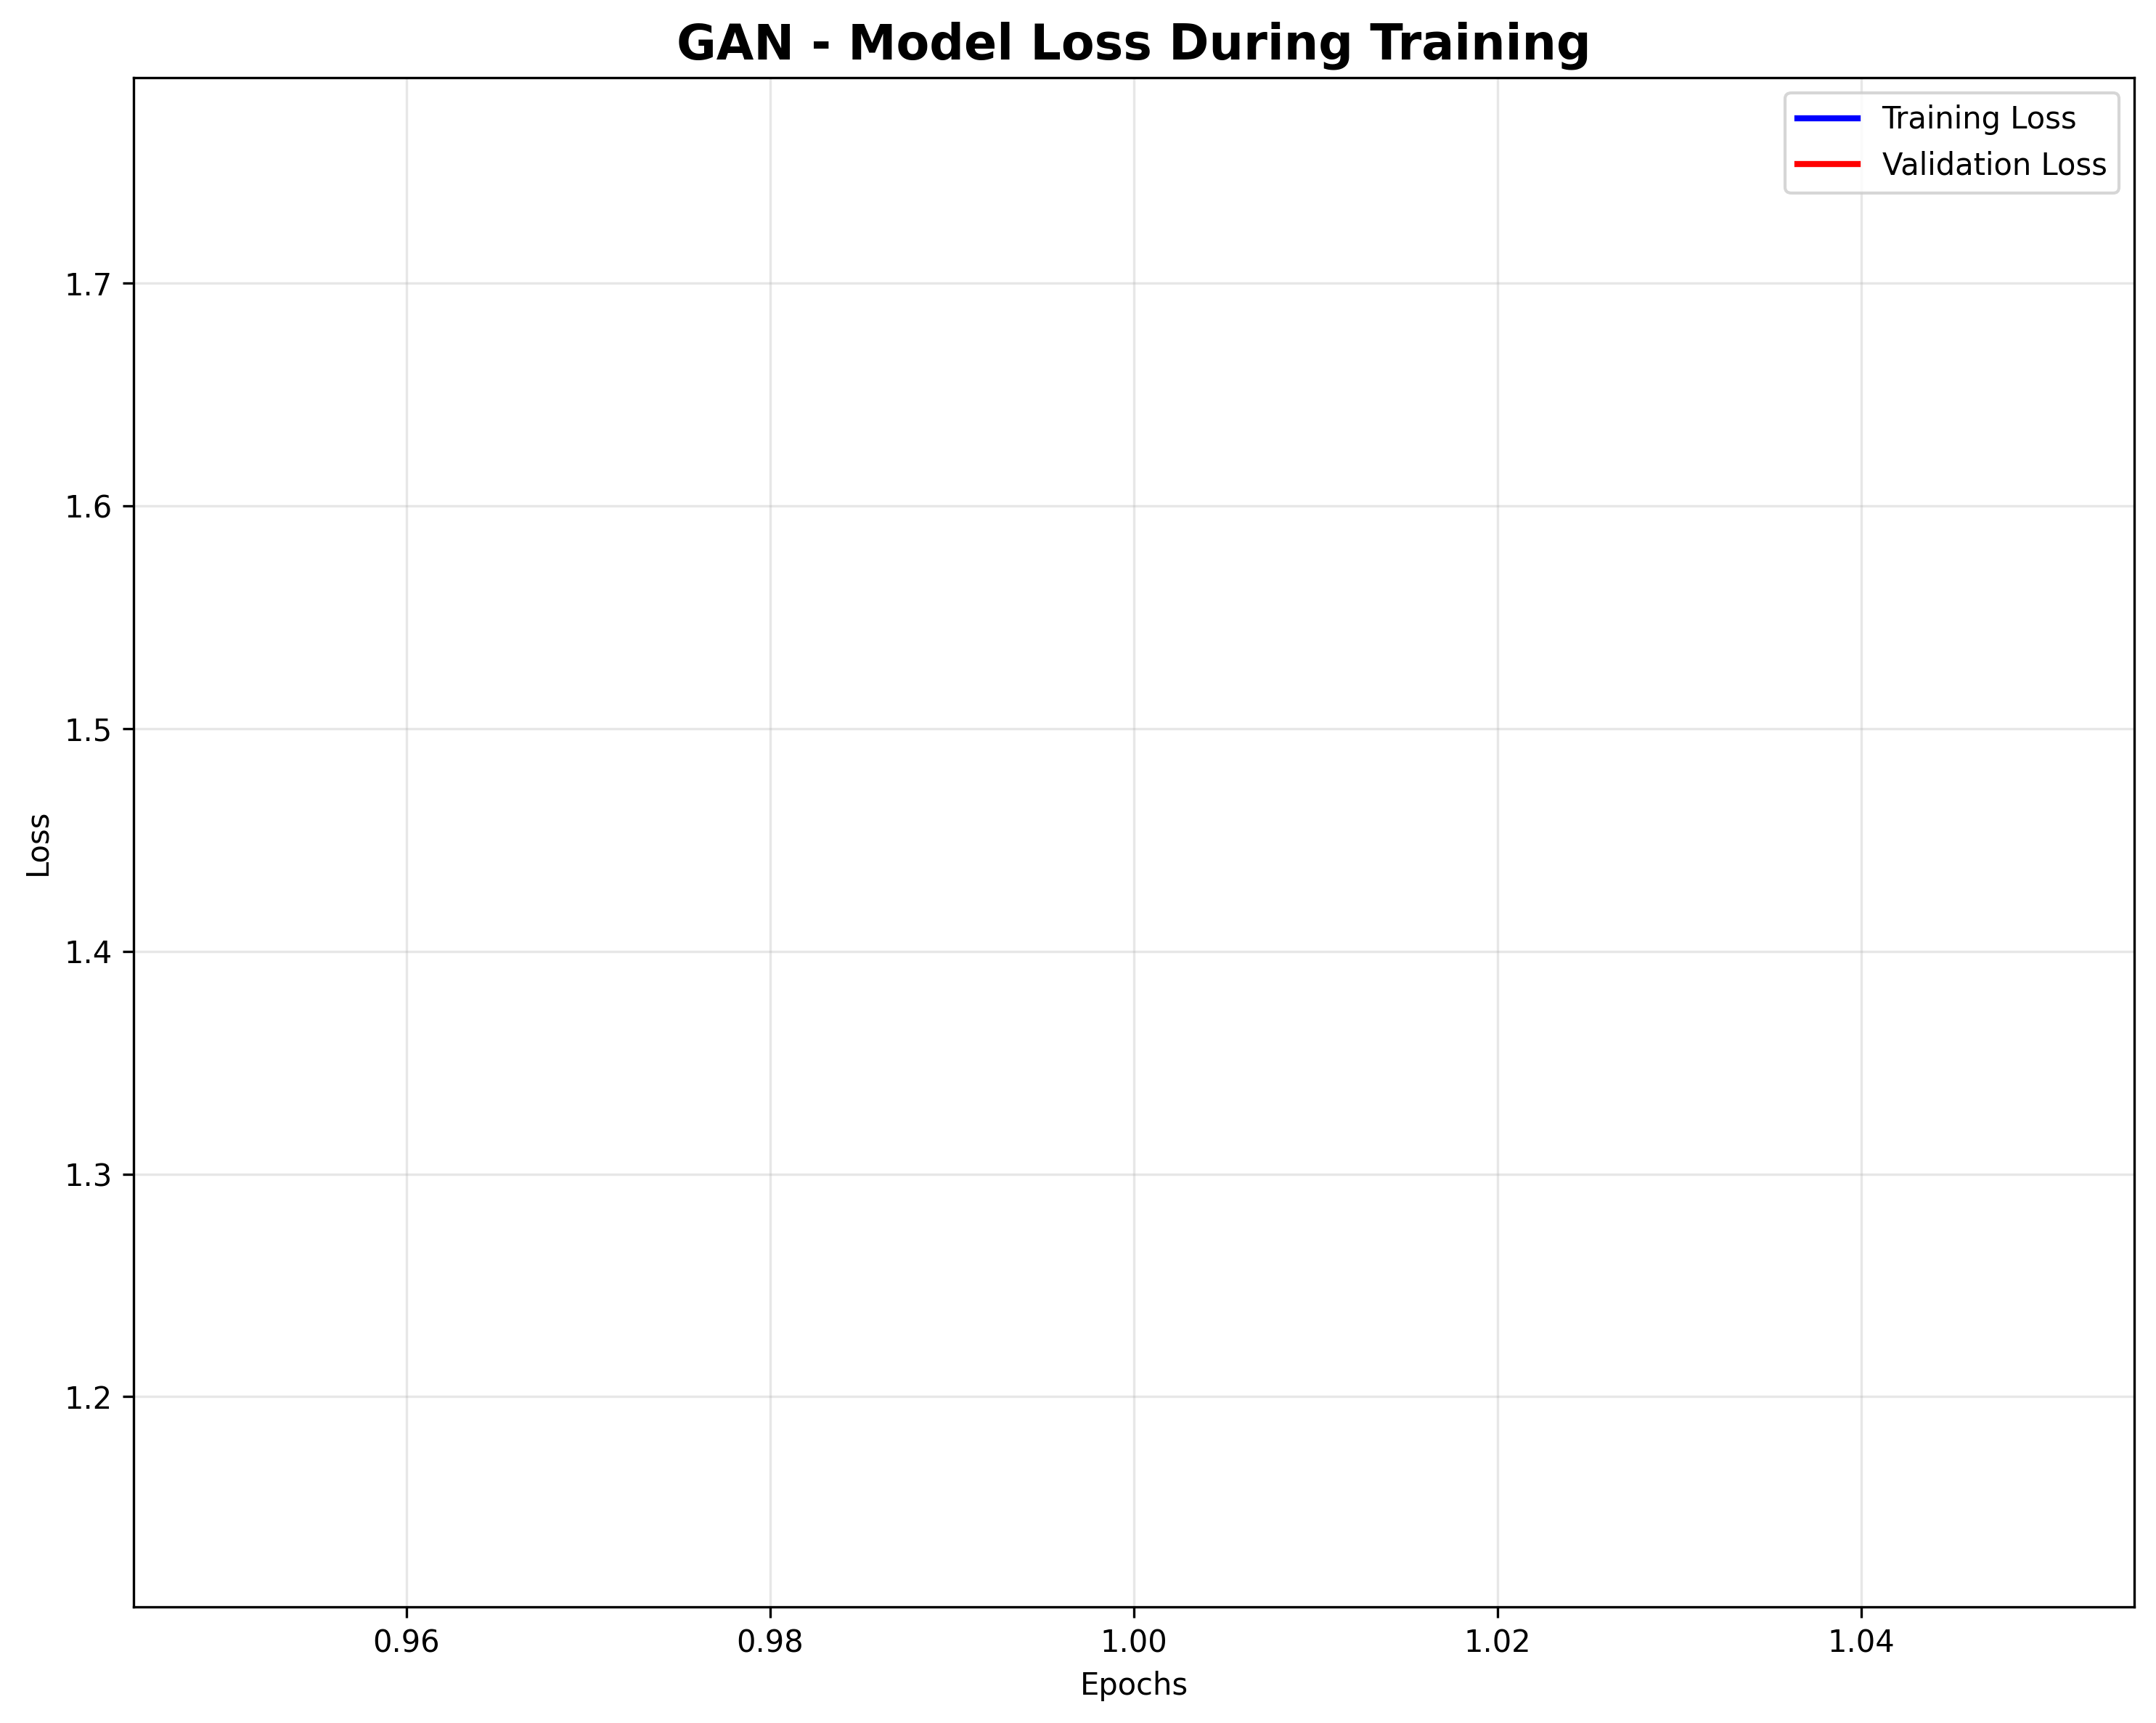 GAN - Model Loss During Training
Training Loss
Validation Loss
1.7
1.6
1.5
1.4
1.3
1.2
Loss
0.96 0.98 1.00 1.02 1.04
Epochs